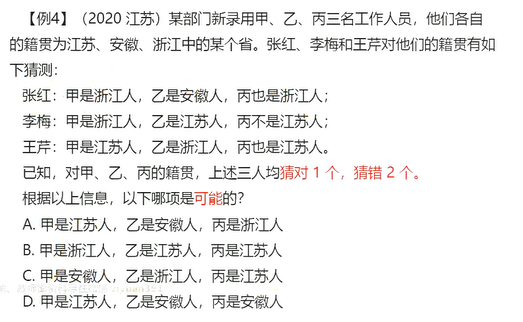 【例4】（2020 江苏）某部门新录用甲、乙、丙三名工作人员，他们各自
的籍贯为江苏、安徽、浙江中的某个省。张红、李梅和王芹对他们的籍贯有如
下猜测：
张红：甲是浙江人，乙是安徽人，丙也是浙江人；
李梅：甲是安徽人，乙是江苏人，丙不是江苏人；
王芹：甲是江苏人，乙是浙江人，丙也是江苏人。
已知，对甲、乙、丙的籍贯，上述三人均猜对 1 个，猜错 2 个。
根据以上信息，以下哪项是可能的？
A. 甲是江苏人，乙是安徽人，丙是浙江人
B. 甲是浙江人，乙是江苏人，丙是江苏人
C. 甲是安徽人，乙是浙江人，丙是江苏人
D. 甲是江苏人，乙是安徽人，丙是安徽人